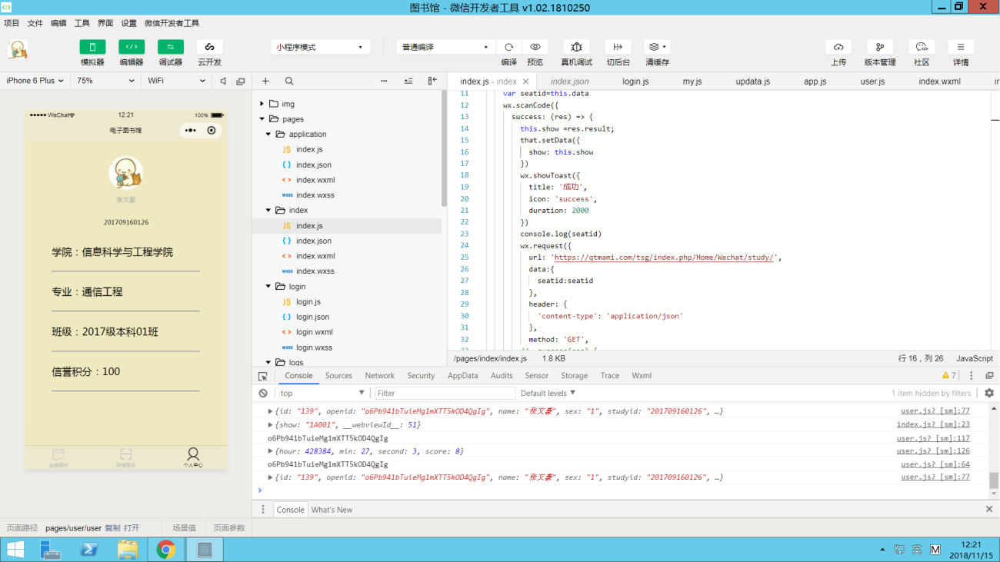 图书馆 - 微信开发者工具 v1.02.1810250
项目 文件 编辑 工具 界面 设置 微信开发者工具
小程序模式 普通编译
模拟器 编辑器 调试器 云开发 编译 预览 真机调试 切后台 清缓存 上传 版本管理 社区 详情
iPhone 6 Plus 75% WiFi
index.js - index index.json login.js my.js updata.js app.js user.js index.wxml
WeChat 12:21 100%
电子图书馆
张文豪
201709160126
学院：信息科学与工程学院
专业：通信工程
班级：2017级本科01班
信誉积分：100
个人中心
页面路径 pages/user/user 复制 打开 场景值 页面参数
img
pages
application
JS index.js
{ } index.json
< > index.wxml
wxss index.wxss
index
JS index.js
{ } index.json
< > index.wxml
wxss index.wxss
login
JS login.js
{ } login.json
< > login.wxml
wxss login.wxss
logs
11 var seatid=this.data
12 wx.scanCode({
13 success: (res) => {
14 this.show =res.result;
15 that.setData({
16 show: this.show
17 })
18 wx.showToast({
19 title: '成功',
20 icon: 'success',
21 duration: 2000
22 })
23 console.log(seatid)
24 wx.request({
25 url: 'https://qtmami.com/tsg/index.php/Home/Wechat/study/',
26 data:{
27 seatid:seatid
28 },
29 header: {
30 'content-type': 'application/json'
31 },
32 method: 'GET',
/pages/index/index.js 1.8 KB 行 16，列 26 JavaScript
Console Sources Network Security AppData Audits Sensor Storage Trace Wxml 7
top Filter Default levels 1 item hidden by filters
{id: "139", openid: "o6Pb941bTuieMg1mXTT5kOD4QgIg", name: "张文豪", sex: "1", studyid: "201709160126", …} user.js? [sm]:77
{show: "1A001", __webviewId__: 51} index.js? [sm]:23
o6Pb941bTuieMg1mXTT5kOD4QgIg user.js? [sm]:117
{hour: 428384, min: 27, second: 3, score: 8} user.js? [sm]:126
o6Pb941bTuieMg1mXTT5kOD4QgIg user.js? [sm]:64
{id: "139", openid: "o6Pb941bTuieMg1mXTT5kOD4QgIg", name: "张文豪", sex: "1", studyid: "201709160126", …} user.js? [sm]:77
Console What's New
英 M 12:21
2018/11/15